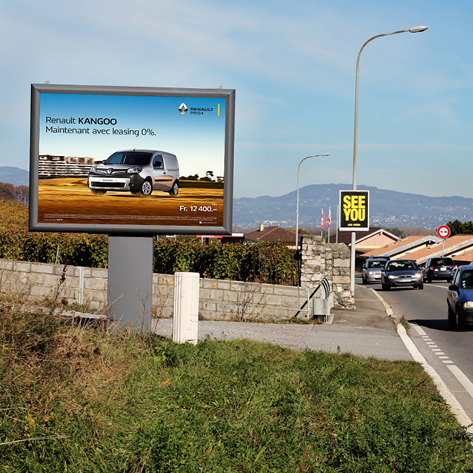 RENAULT
PRO+
Renault KANGOO
Maintenant avec leasing 0%.
Fr. 12 400.–
SEE
YOU